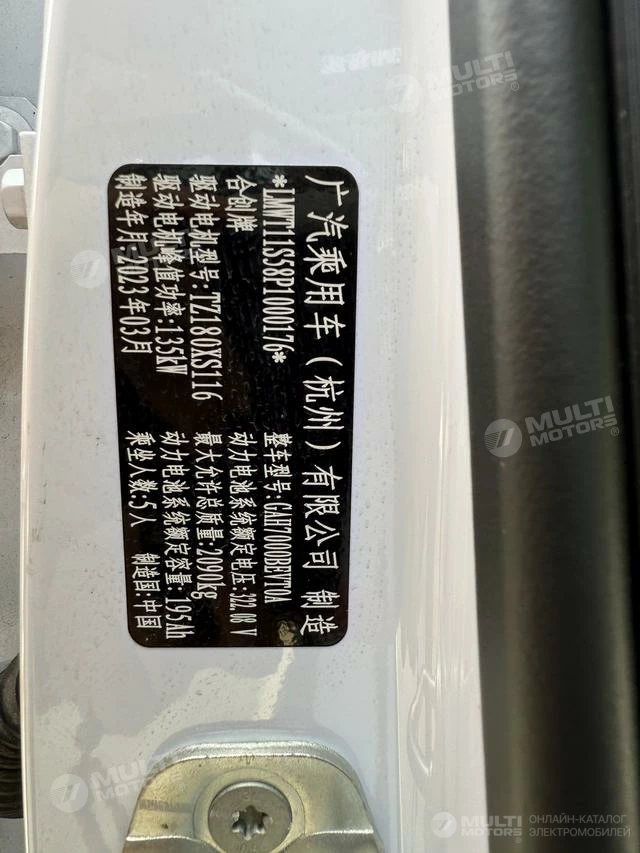 广汽乘用车(杭州)有限公司 制造
*LMWT11S58P1000176*
合创牌 整车型号:GAH7000BEVT0A
驱动电机型号:TZ180XS116 动力电池系统额定电压:322.08 V
驱动电机峰值功率:135kW 最大允许总质量:2090kg
制造年月:2023年03月 动力电池系统额定容量:195Ah
乘坐人数:5人 制造国:中国
MULTI MOTORS
MULTI MOTORS
MULTI MOTORS
MULTI MOTORS
MULTI MOTORS
ОНЛАЙН-КАТАЛОГ
ЭЛЕКТРОМОБИЛЕЙ